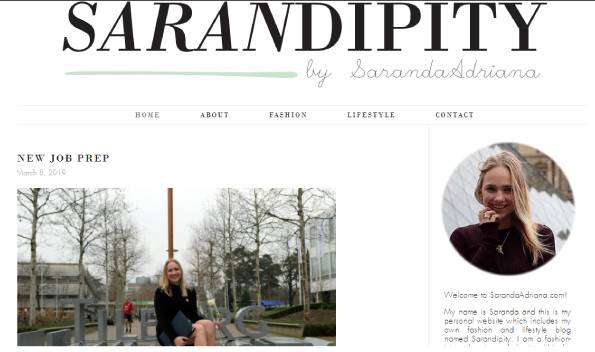 SARANDIPITY
by SarandaAdriana
HOME ABOUT FASHION LIFESTYLE CONTACT
NEW JOB PREP
March 8, 2019
Welcome to SarandaAdriana.com!
My name is Saranda and this is my
personal website which includes my
own fashion and lifestyle blog
named Sarandipity. I am a fashion-